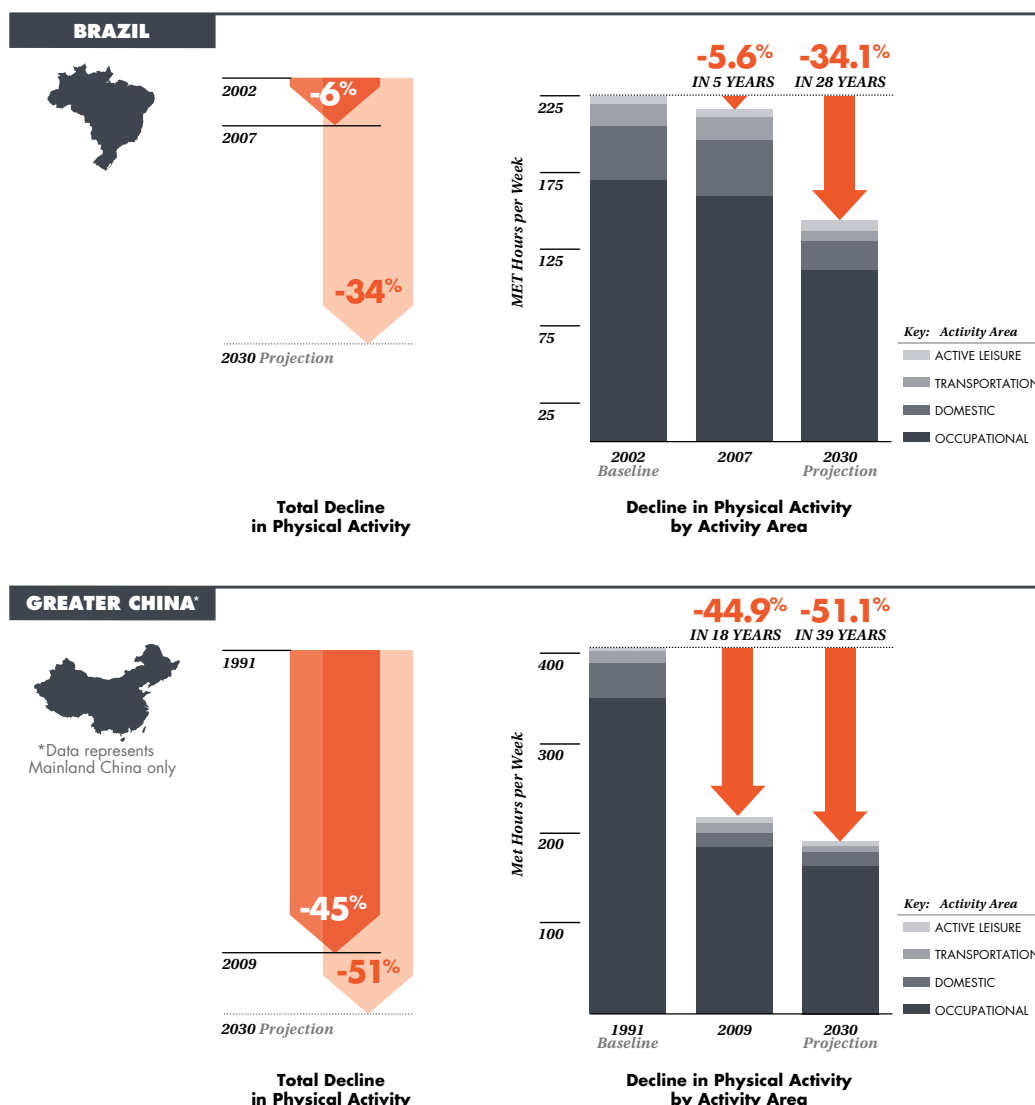 BRAZIL
2002
-6%
2007
-34%
2030 Projection
Total Decline
in Physical Activity
-5.6%
IN 5 YEARS
-34.1%
IN 28 YEARS
MET Hours per Week
225
175
125
75
25
2002
Baseline
2007
2030
Projection
Key: Activity Area
ACTIVE LEISURE
TRANSPORTATION
DOMESTIC
OCCUPATIONAL
Decline in Physical Activity
by Activity Area
GREATER CHINA*
*Data represents
Mainland China only
1991
-45%
2009
-51%
2030 Projection
Total Decline
in Physical Activity
-44.9%
IN 18 YEARS
-51.1%
IN 39 YEARS
Met Hours per Week
400
300
200
100
1991
Baseline
2009
2030
Projection
Key: Activity Area
ACTIVE LEISURE
TRANSPORTATION
DOMESTIC
OCCUPATIONAL
Decline in Physical Activity
by Activity Area